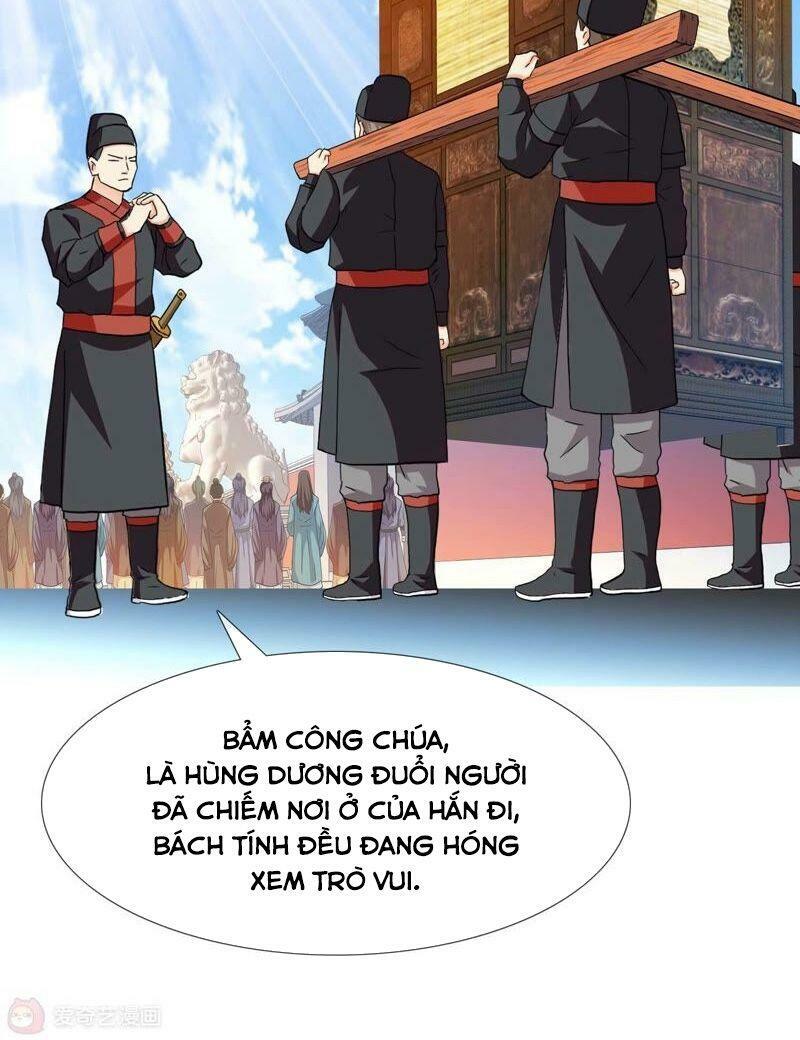 BẨM CÔNG CHÚA,
LÀ HÙNG DƯƠNG ĐUỔI NGƯỜI
ĐÃ CHIẾM NƠI Ở CỦA HẮN ĐI,
BÁCH TÍNH ĐỀU ĐANG HÓNG
XEM TRÒ VUI.
爱奇艺漫画